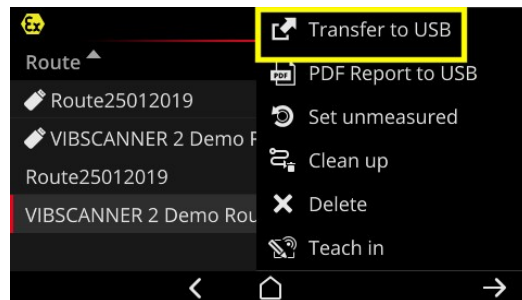 Ex
Route
Route25012019
VIBSCANNER 2 Demo R
Route25012019
VIBSCANNER 2 Demo Rou
Transfer to USB
PDF
PDF Report to USB
Set unmeasured
Clean up
Delete
Teach in